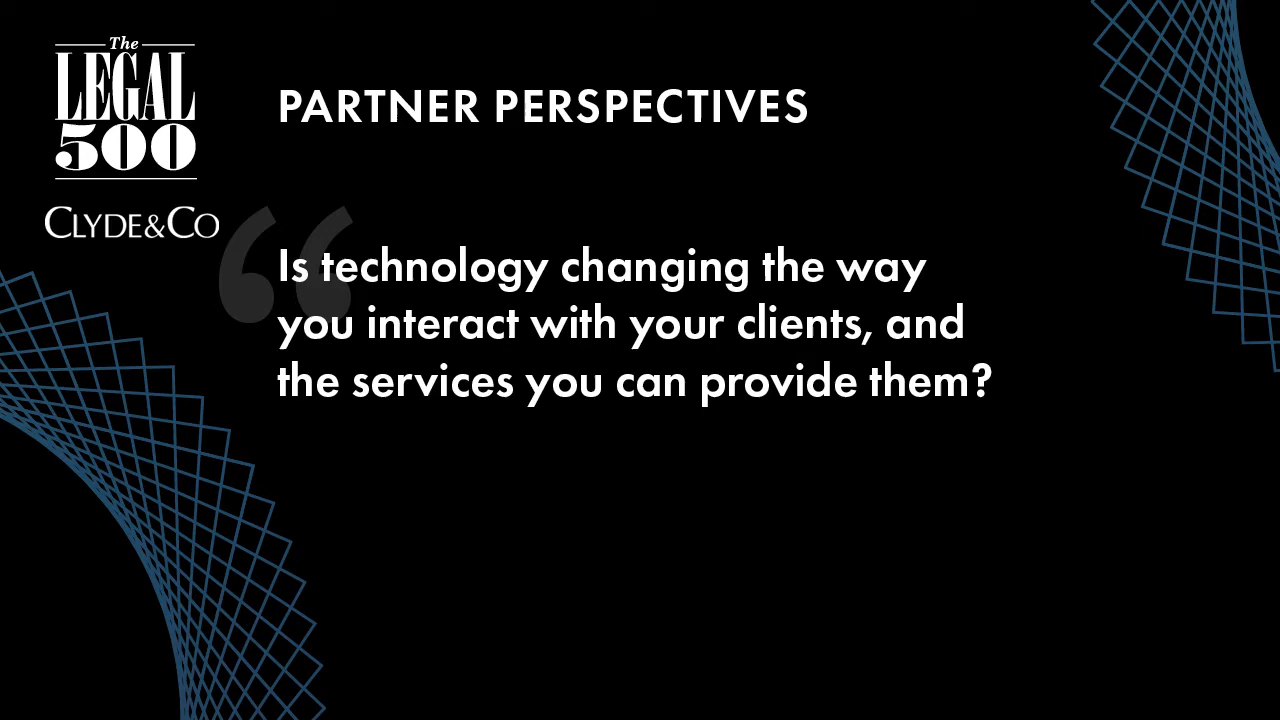 The
LEGAL
500
CLYDE&CO
PARTNER PERSPECTIVES
“
Is technology changing the way
you interact with your clients, and
the services you can provide them?